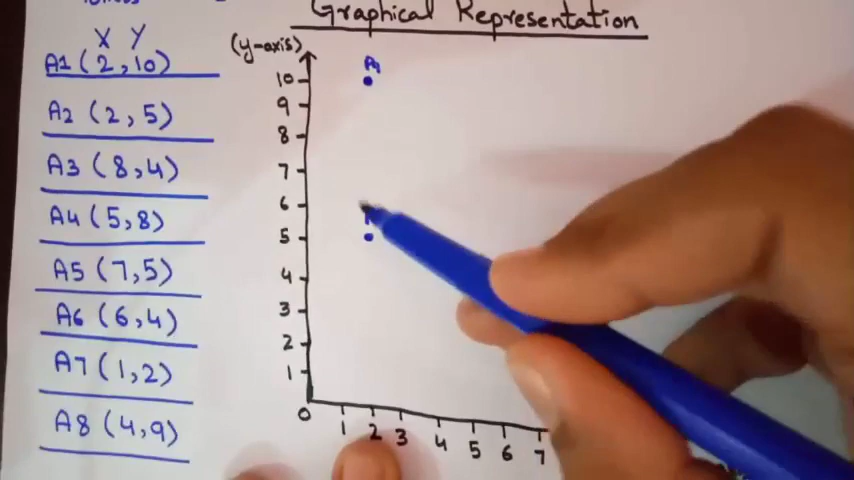 Graphical Representation
X Y
A1 (2,10)
A2 (2,5)
A3 (8,4)
A4 (5,8)
A5 (7,5)
A6 (6,4)
A7 (1,2)
A8 (4,9)
(y-axis)
A1
10
9
8
7
6
5
4
3
2
1
0
1 2 3 4 5 6 7